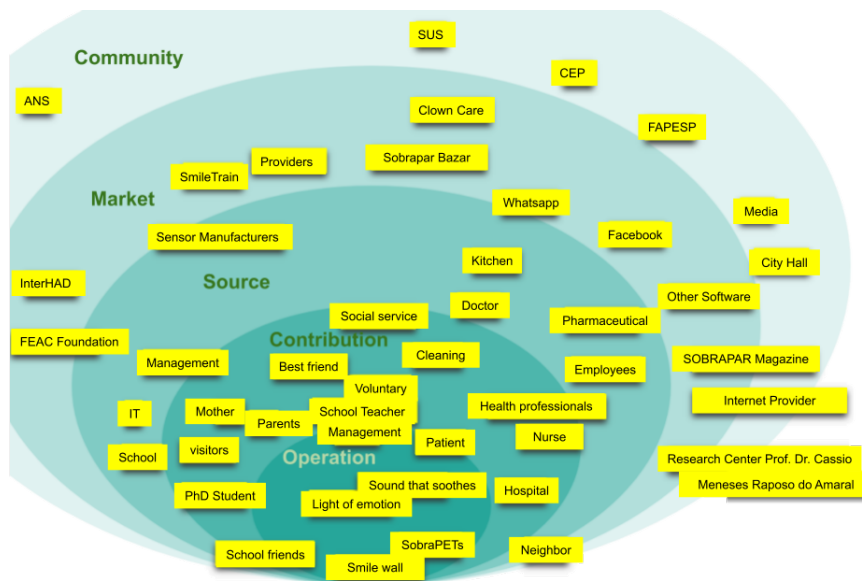 SUS
Community
CEP
ANS
Clown Care
FAPESP
Sobrapar Bazar
Providers
SmileTrain
Market
Whatsapp
Media
Facebook
Sensor Manufacturers
Kitchen
City Hall
InterHAD
Source
Other Software
Doctor
Social service
Pharmaceutical
FEAC Foundation
Contribution
Cleaning
SOBRAPAR Magazine
Management
Best friend
Employees
Voluntary
Internet Provider
Mother
School Teacher
Health professionals
IT
Parents
Management
Nurse
visitors
Patient
School
Operation
Research Center Prof. Dr. Cassio
Meneses Raposo do Amaral
Sound that soothes
Hospital
PhD Student
Light of emotion
SobraPETs
Neighbor
School friends
Smile wall